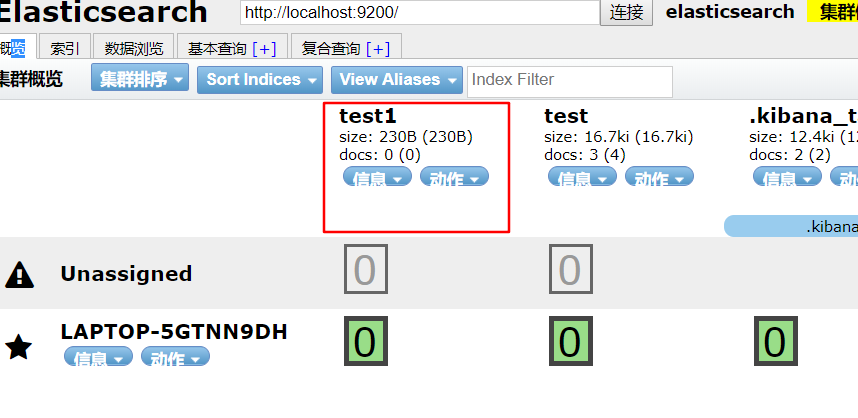 Elasticsearch http://localhost:9200/ 连接 elasticsearch 集群
概览 索引 数据浏览 基本查询 [+] 复合查询 [+]
集群概览 集群排序 Sort Indices View Aliases Index Filter
test1 test .kibana_t
size: 230B (230B) size: 16.7ki (16.7ki) size: 12.4ki (12
docs: 0 (0) docs: 3 (4) docs: 2 (2)
信息 动作 信息 动作 信息 动
.kibana
Unassigned 0 0
LAPTOP-5GTNN9DH 0 0 0
信息 动作